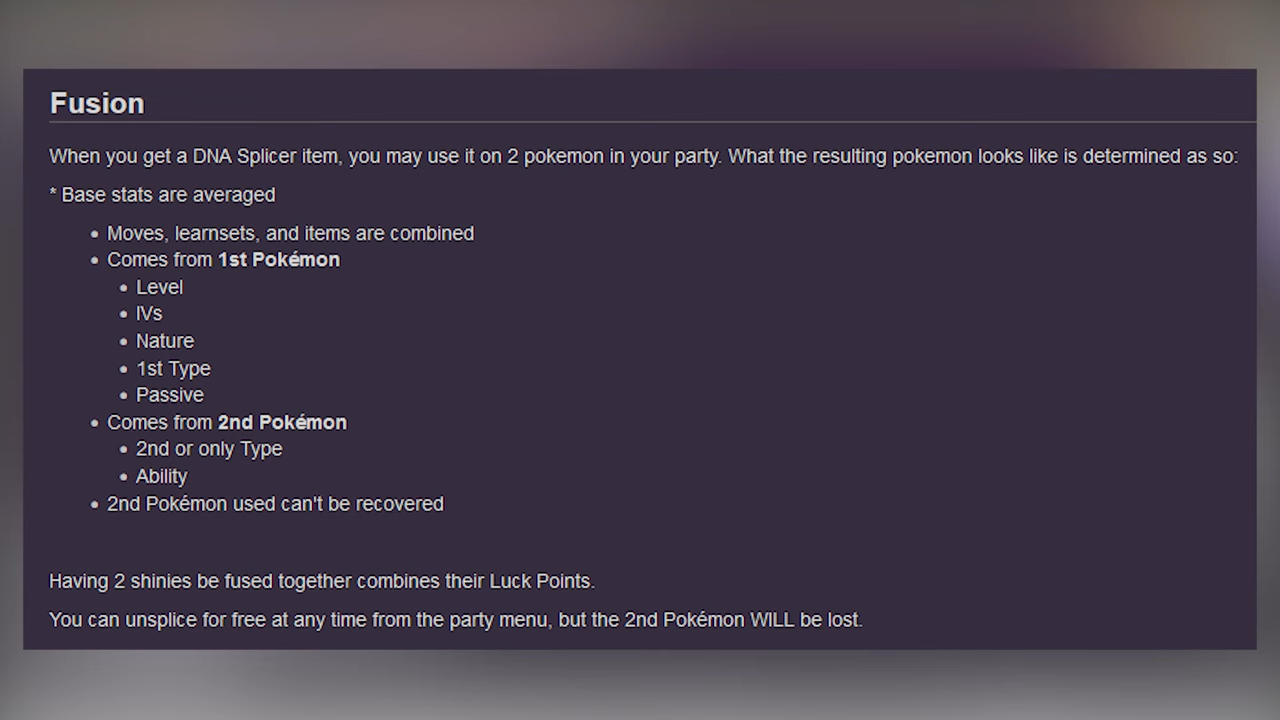 Fusion
When you get a DNA Splicer item, you may use it on 2 pokemon in your party. What the resulting pokemon looks like is determined as so:
* Base stats are averaged
• Moves, learnsets, and items are combined
• Comes from 1st Pokémon
• Level
• IVs
• Nature
• 1st Type
• Passive
• Comes from 2nd Pokémon
• 2nd or only Type
• Ability
• 2nd Pokémon used can't be recovered
Having 2 shinies be fused together combines their Luck Points.
You can unsplice for free at any time from the party menu, but the 2nd Pokémon WILL be lost.